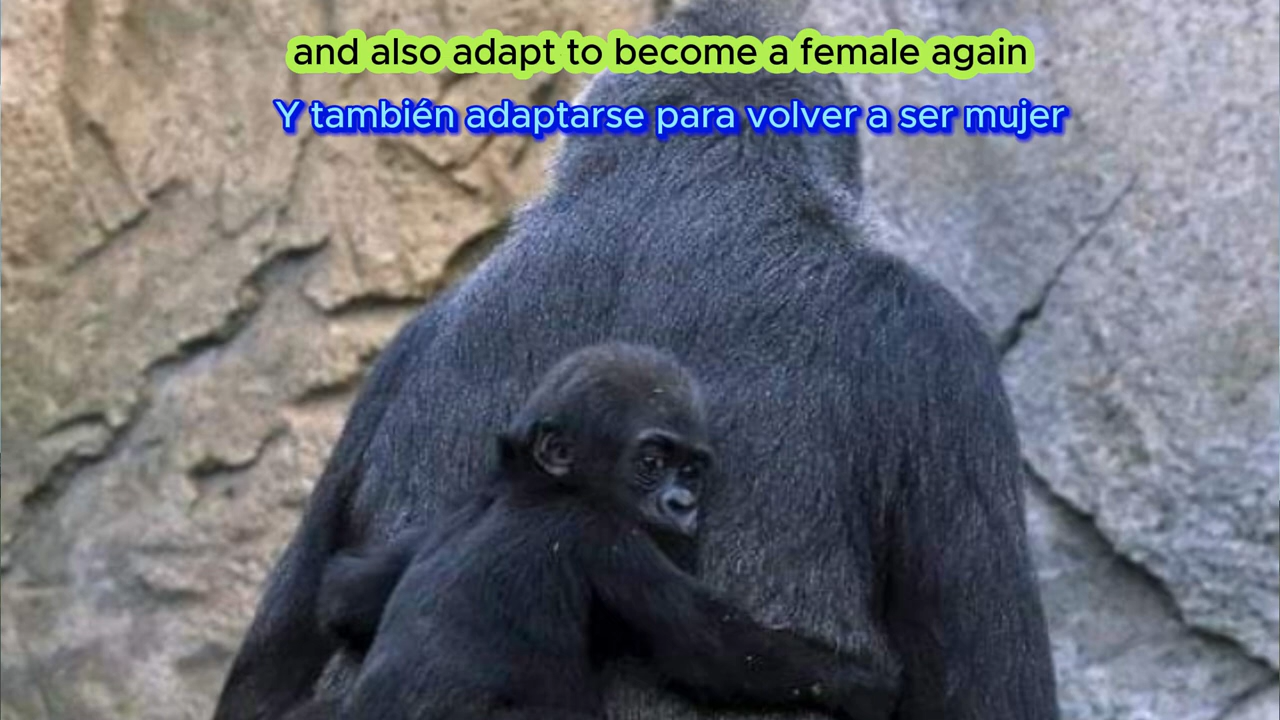 and also adapt to become a female again
Y también adaptarse para volver a ser mujer